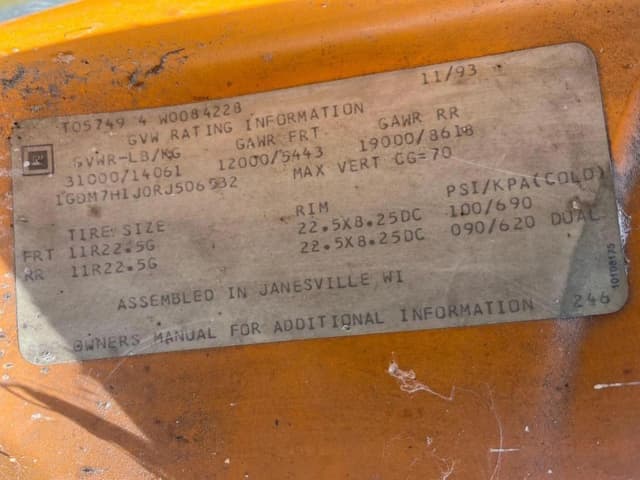 11/93
T05749 4 W0084228
GVW RATING INFORMATION
GVWR-LB/KG GAWR FRT GAWR RR
31000/14061 12000/5443 19000/8618
1GDM7H1J0RJ506532 MAX VERT CG=70
TIRE SIZE RIM PSI/KPA(COLD)
FRT 11R22.5G 22.5X8.25DC 100/690
RR 11R22.5G 22.5X8.25DC 090/620 DUAL
ASSEMBLED IN JANESVILLE WI
OWNERS MANUAL FOR ADDITIONAL INFORMATION 246
10108175